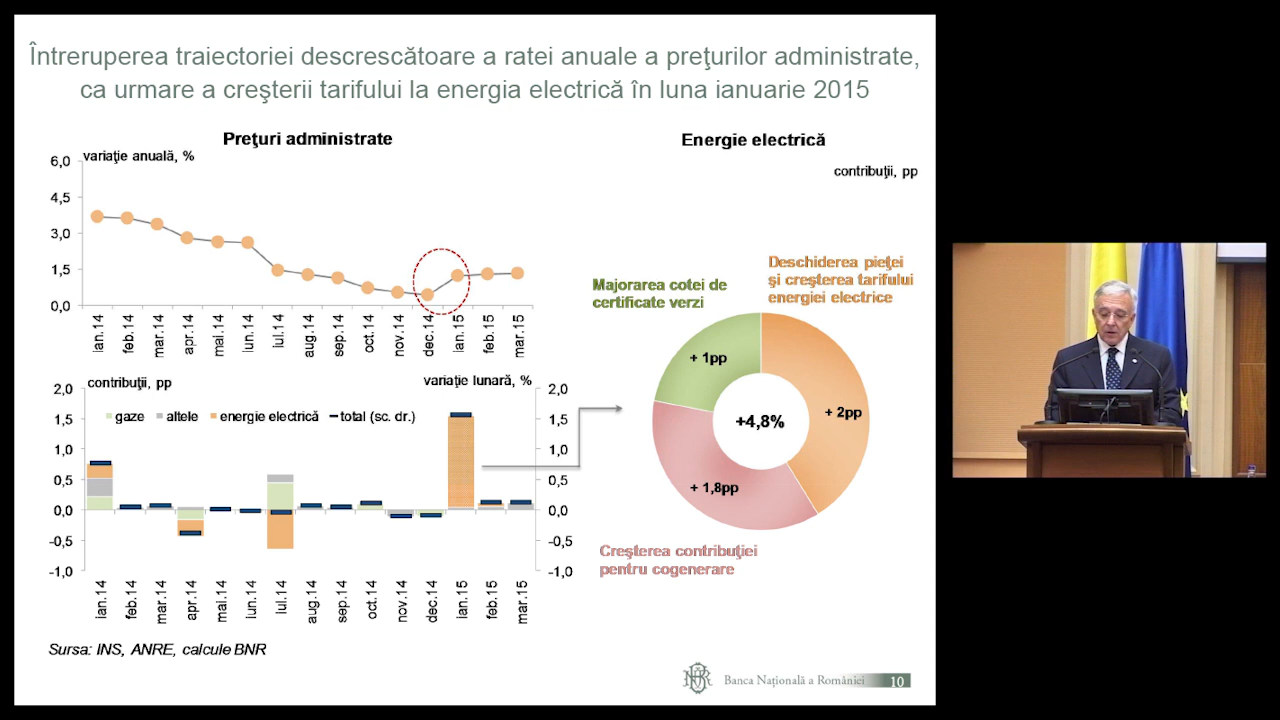 Întreruperea traiectoriei descrescătoare a ratei anuale a preţurilor administrate,
ca urmare a creşterii tarifului la energia electrică în luna ianuarie 2015
Preţuri administrate
variaţie anuală, %
6,0
4,5
3,0
1,5
0,0
ian.14
feb.14
mar.14
apr.14
mai.14
iun.14
iul.14
aug.14
sep.14
oct.14
nov.14
dec.14
ian.15
feb.15
mar.15
contribuţii, pp
variaţie lunară, %
gaze
altele
energie electrică
total (sc. dr.)
2,0
1,5
1,0
0,5
0,0
-0,5
-1,0
2,0
1,5
1,0
0,5
0,0
-0,5
-1,0
ian.14
feb.14
mar.14
apr.14
mai.14
iun.14
iul.14
aug.14
sep.14
oct.14
nov.14
dec.14
ian.15
feb.15
mar.15
Energie electrică
contribuţii, pp
Deschiderea pieţei
şi creşterea tarifului
energiei electrice
Majorarea cotei de
certificate verzi
+ 1pp
+ 2pp
+4,8%
+ 1,8pp
Creşterea contribuţiei
pentru cogenerare
Sursa: INS, ANRE, calcule BNR
Banca Naţională a României
10